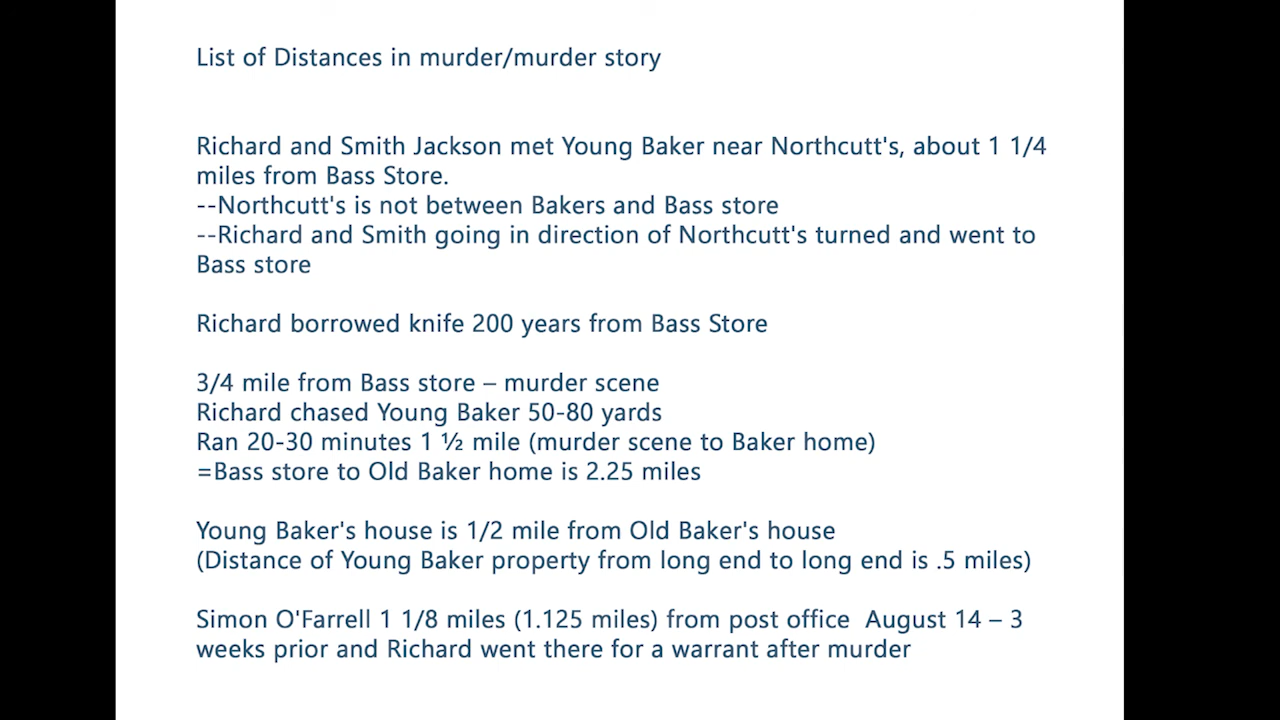 List of Distances in murder/murder story
Richard and Smith Jackson met Young Baker near Northcutt's, about 1 1/4
miles from Bass Store.
--Northcutt's is not between Bakers and Bass store
--Richard and Smith going in direction of Northcutt's turned and went to
Bass store
Richard borrowed knife 200 years from Bass Store
3/4 mile from Bass store – murder scene
Richard chased Young Baker 50-80 yards
Ran 20-30 minutes 1 ½ mile (murder scene to Baker home)
=Bass store to Old Baker home is 2.25 miles
Young Baker's house is 1/2 mile from Old Baker's house
(Distance of Young Baker property from long end to long end is .5 miles)
Simon O'Farrell 1 1/8 miles (1.125 miles) from post office  August 14 – 3
weeks prior and Richard went there for a warrant after murder